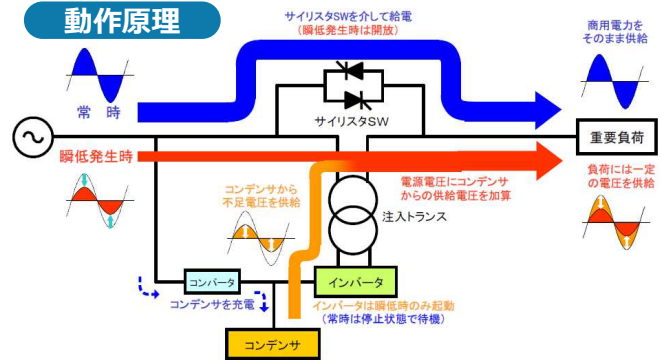 動作原理
サイリスタSWを介して給電
（瞬低発生時は開放）
商用電力を
そのまま供給
常 時
サイリスタSW
重要負荷
瞬低発生時
コンデンサから
不足電圧を供給
電源電圧にコンデンサ
からの供給電圧を加算
負荷には一定
の電圧を供給
注入トランス
コンバータ
インバータ
コンデンサを充電
インバータは瞬低時のみ起動
（常時は停止状態で待機）
コンデンサ